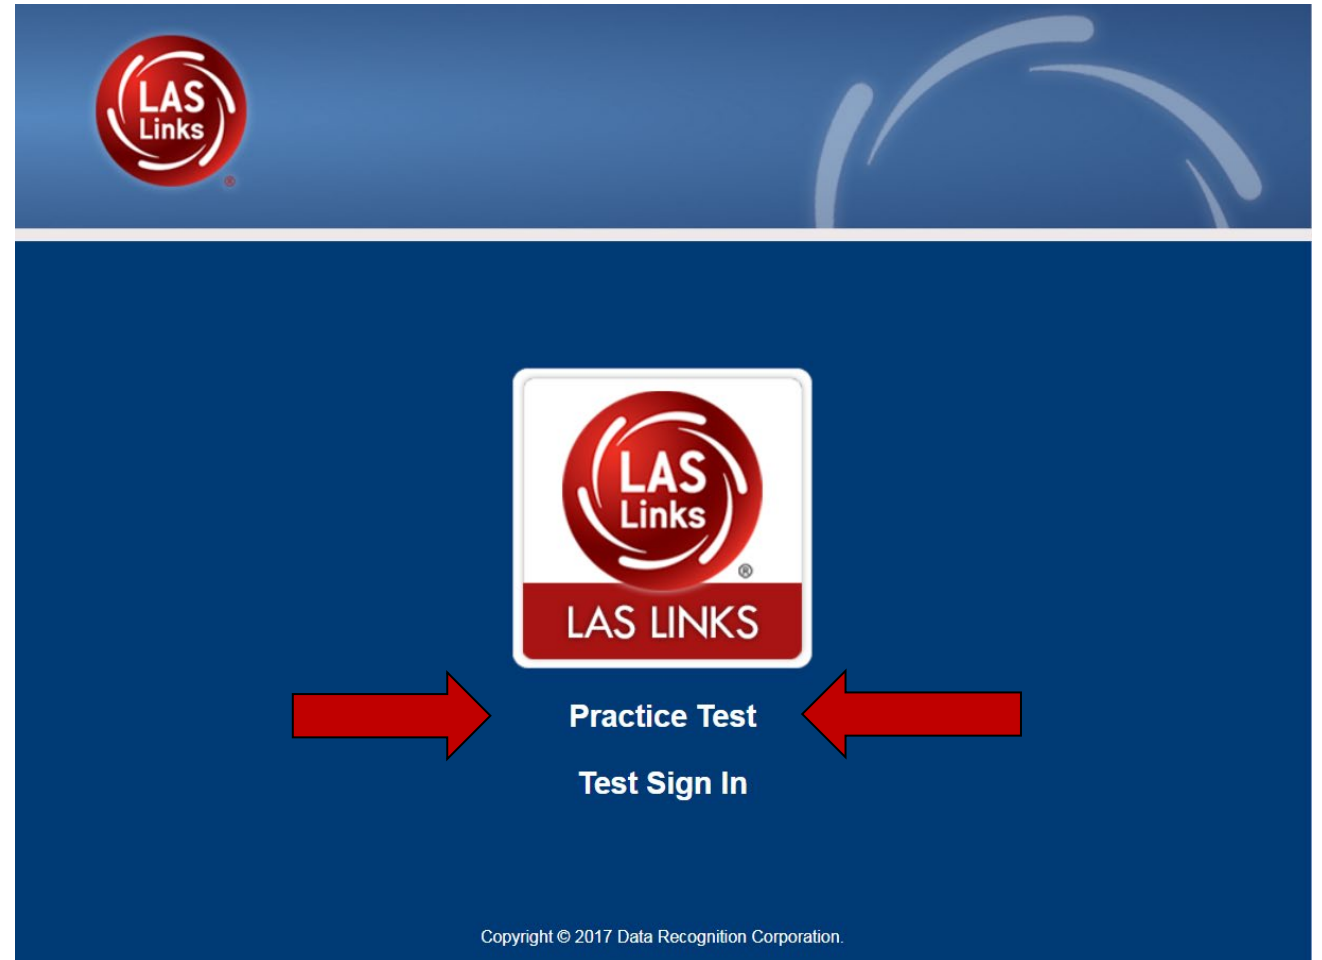 LAS
Links
®
LAS
Links
®
LAS LINKS
Practice Test
Test Sign In
Copyright © 2017 Data Recognition Corporation.